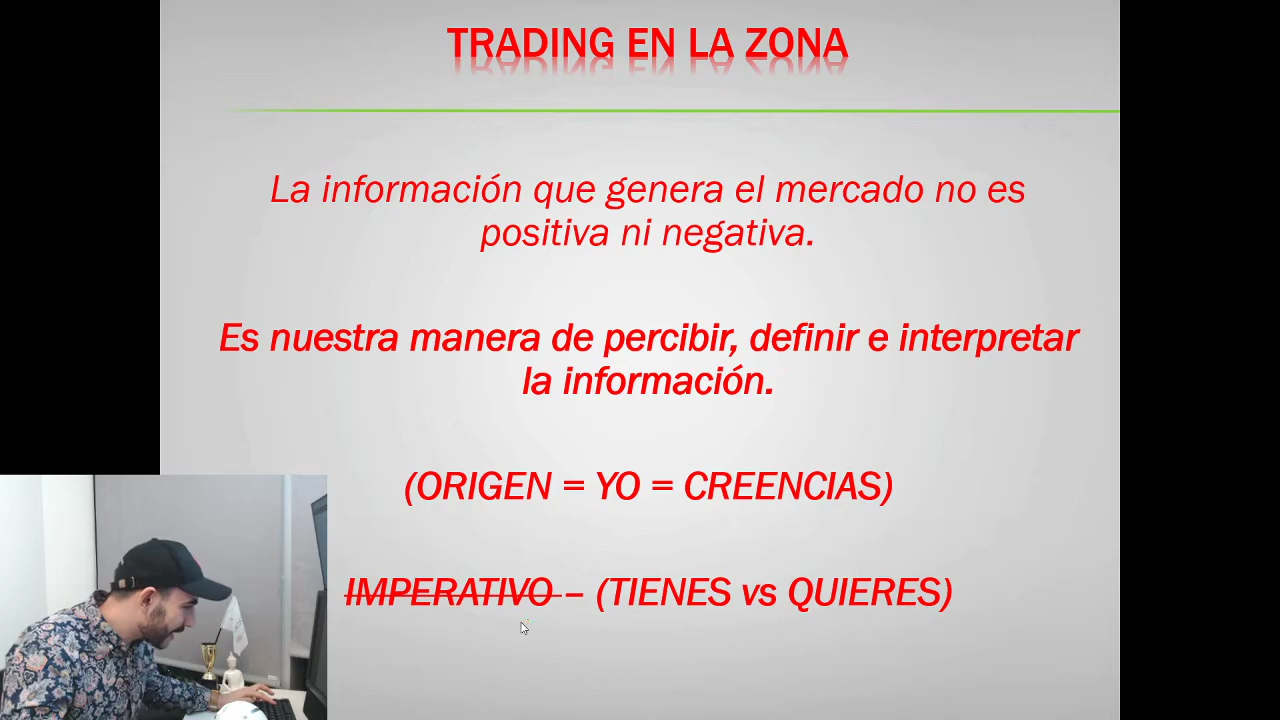 TRADING EN LA ZONA
La información que genera el mercado no es
positiva ni negativa.
Es nuestra manera de percibir, definir e interpretar
la información.
(ORIGEN = YO = CREENCIAS)
IMPERATIVO – (TIENES vs QUIERES)